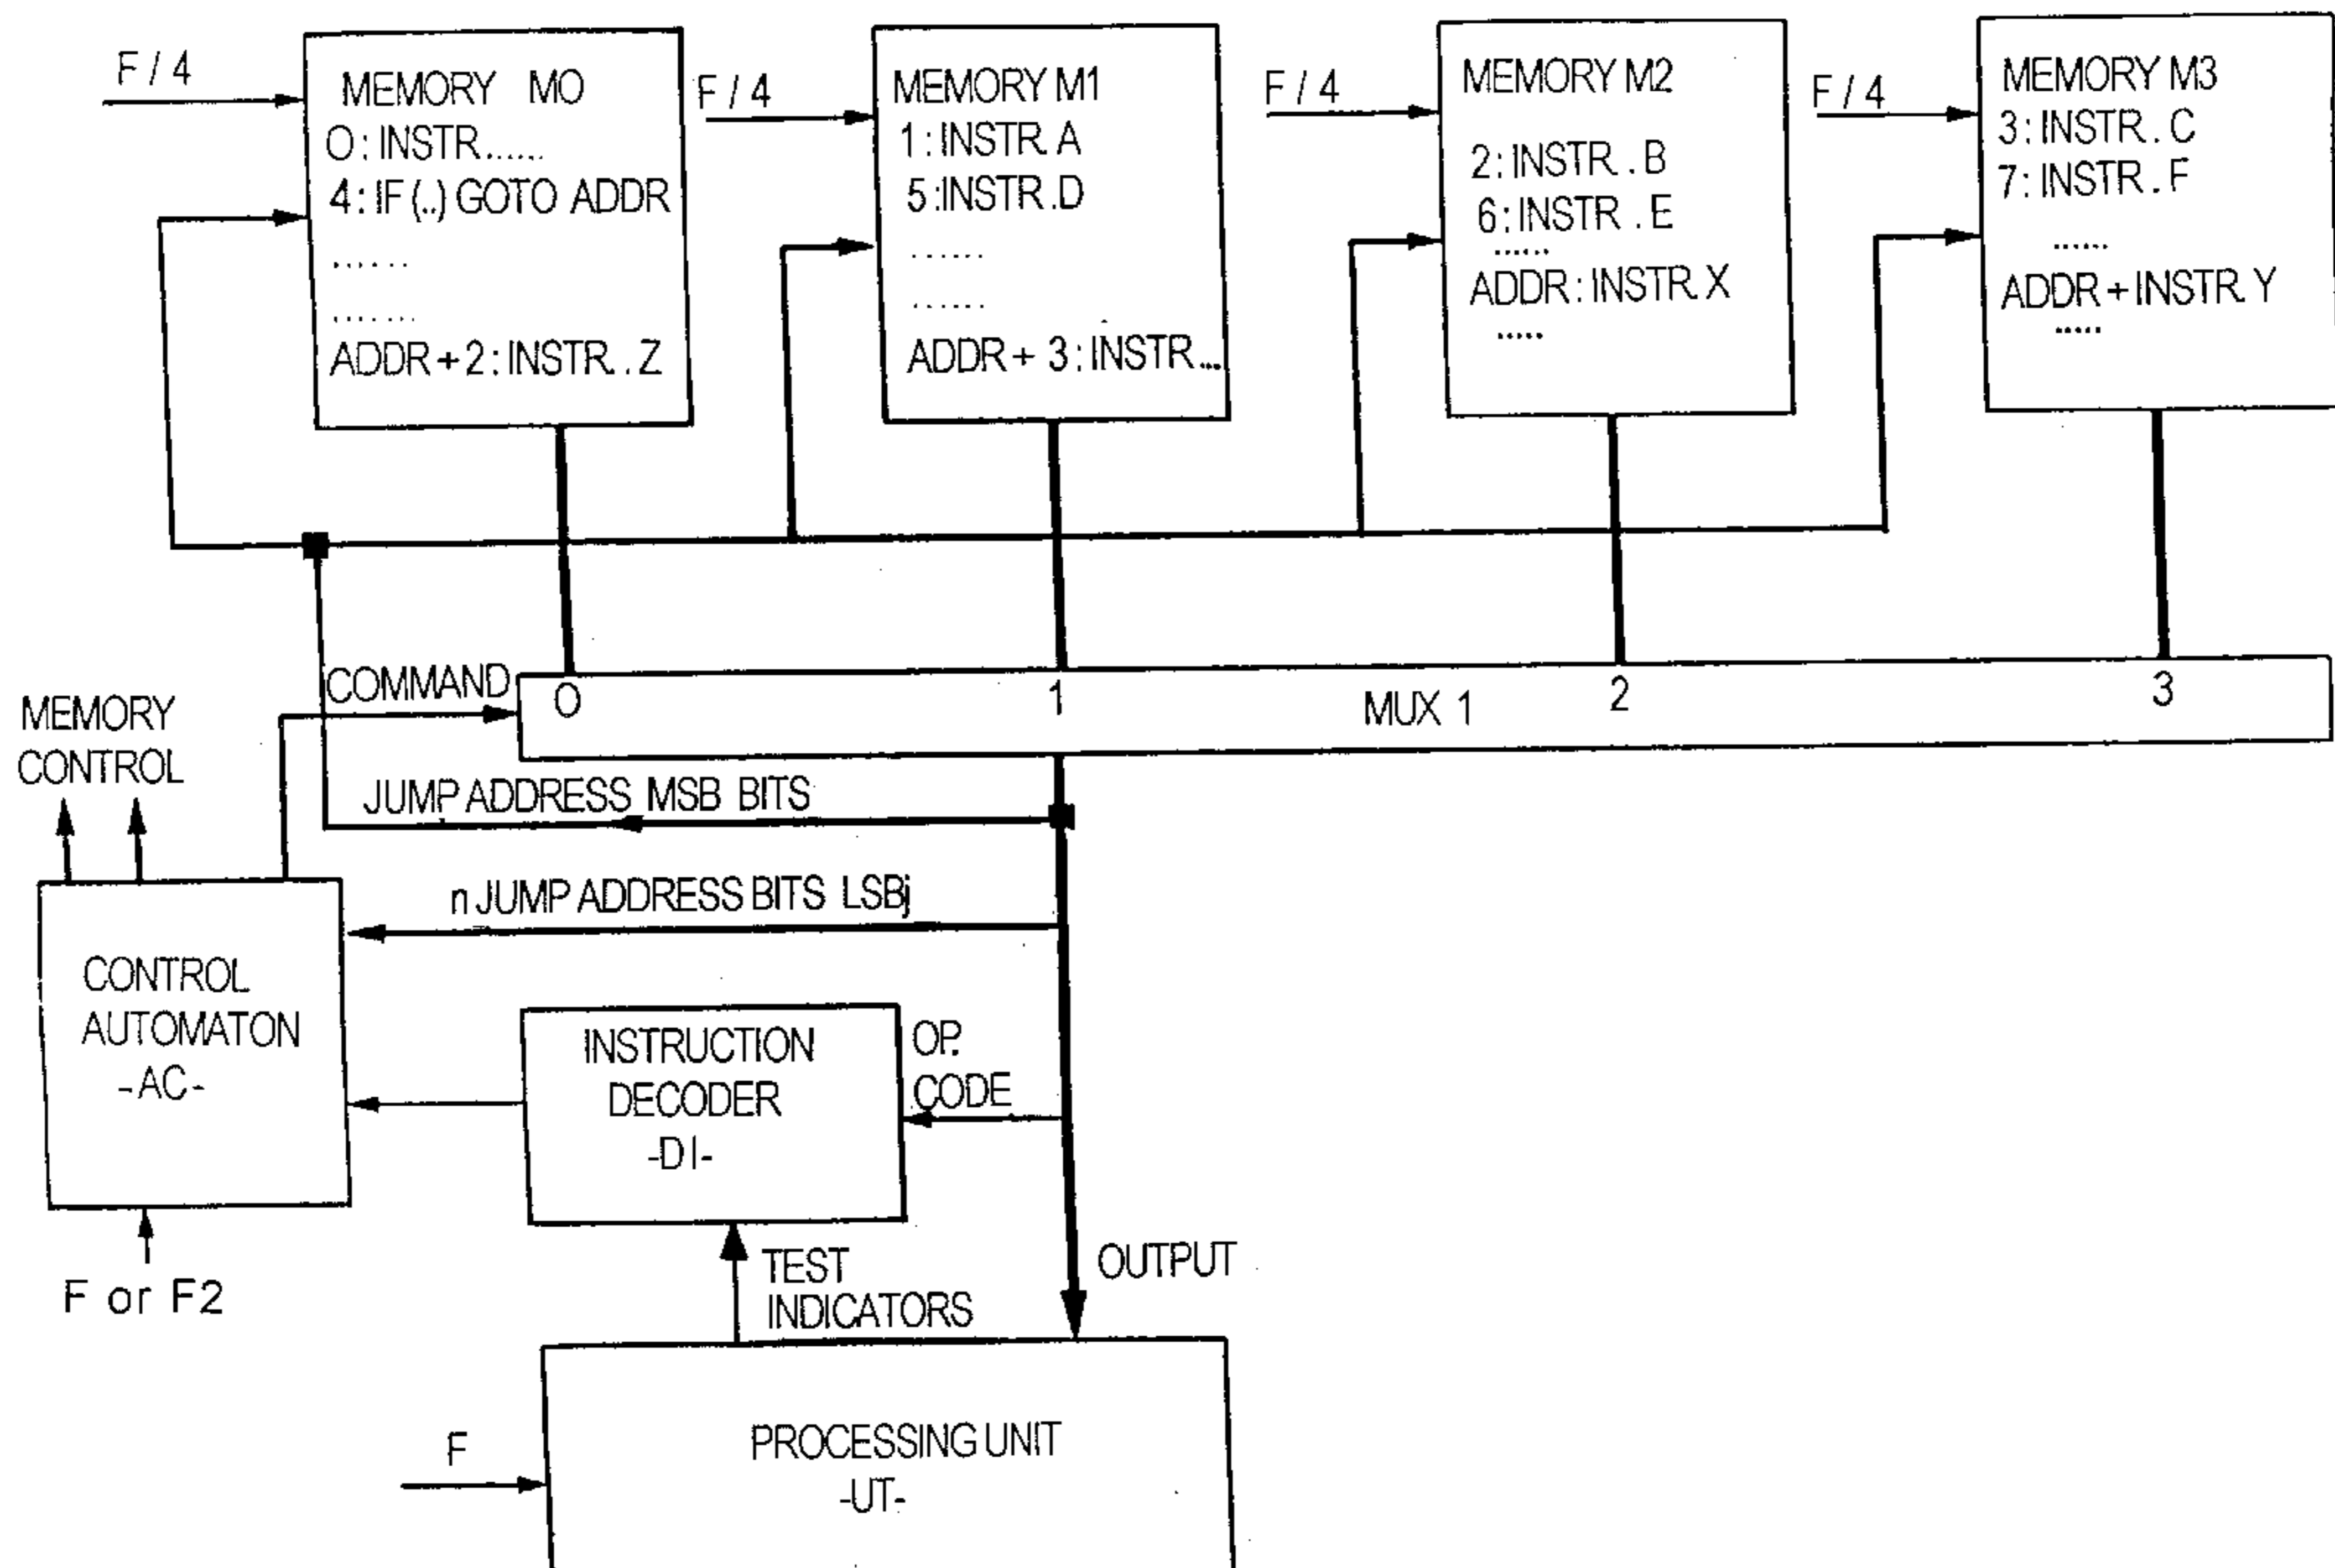 F / 4
MEMORY MO
O : INSTR......
4 : IF (..) GOTO ADDR
......
.......
ADDR + 2 : INSTR . . Z
F / 4
MEMORY M1
1 : INSTR. A
5 :INSTR.D
......
......
ADDR + 3 : INSTR...
F / 4
MEMORY M2
2 : INSTR . B
6 : INSTR . E
......
ADDR : INSTR. X
.....
F / 4
MEMORY M3
3 : INSTR . C
7 : INSTR . F
......
ADDR + INSTR. Y
.....
COMMAND
0
1
MUX 1
2
3
MEMORY
CONTROL
JUMP ADDRESS MSB BITS
n JUMP ADDRESS BITS LSBj
CONTROL
AUTOMATON
- AC -
INSTRUCTION
DECODER
-D I-
OP.
CODE
F or F2
TEST
INDICATORS
OUTPUT
F
PROCESSING UNIT
-UT-